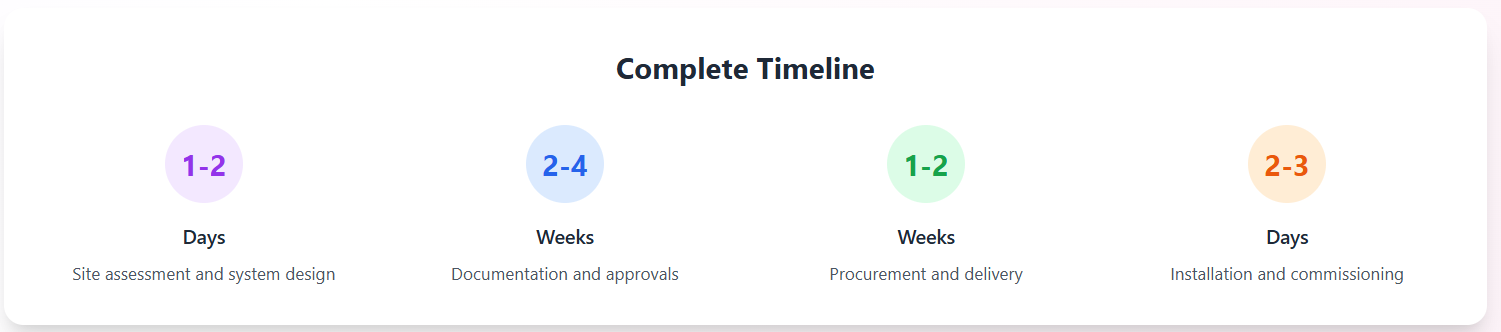 Complete Timeline
1-2
Days
Site assessment and system design
2-4
Weeks
Documentation and approvals
1-2
Weeks
Procurement and delivery
2-3
Days
Installation and commissioning